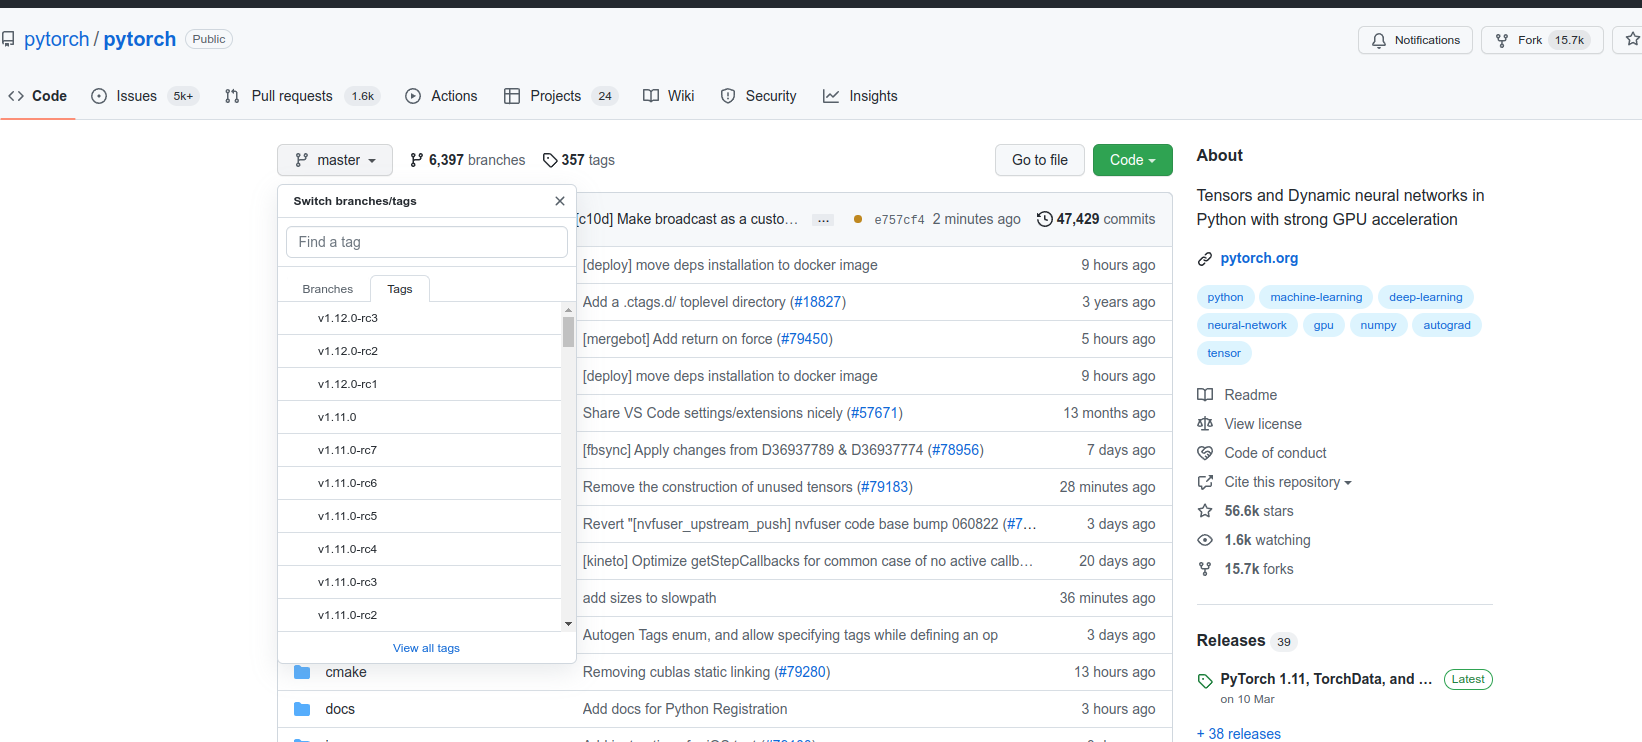 pytorch / pytorch Public
Notifications Fork 15.7k
Code Issues 5k+ Pull requests 1.6k Actions Projects 24 Wiki Security Insights
master 6,397 branches 357 tags Go to file Code
Switch branches/tags
Find a tag
Branches Tags
v1.12.0-rc3
v1.12.0-rc2
v1.12.0-rc1
v1.11.0
v1.11.0-rc7
v1.11.0-rc6
v1.11.0-rc5
v1.11.0-rc4
v1.11.0-rc3
v1.11.0-rc2
View all tags
[c10d] Make broadcast as a custo… ... e757cf4 2 minutes ago 47,429 commits
[deploy] move deps installation to docker image 9 hours ago
Add a .ctags.d/ toplevel directory (#18827) 3 years ago
[mergebot] Add return on force (#79450) 5 hours ago
[deploy] move deps installation to docker image 9 hours ago
Share VS Code settings/extensions nicely (#57671) 13 months ago
[fbsync] Apply changes from D36937789 & D36937774 (#78956) 7 days ago
Remove the construction of unused tensors (#79183) 28 minutes ago
Revert "[nvfuser_upstream_push] nvfuser code base bump 060822 (#7… 3 days ago
[kineto] Optimize getStepCallbacks for common case of no active callb… 20 days ago
add sizes to slowpath 36 minutes ago
Autogen Tags enum, and allow specifying tags while defining an op 3 days ago
cmake Removing cublas static linking (#79280) 13 hours ago
docs Add docs for Python Registration 3 hours ago
About
Tensors and Dynamic neural networks in
Python with strong GPU acceleration
pytorch.org
python machine-learning deep-learning
neural-network gpu numpy autograd
tensor
Readme
View license
Code of conduct
Cite this repository
56.6k stars
1.6k watching
15.7k forks
Releases 39
PyTorch 1.11, TorchData, and ... Latest
on 10 Mar
+ 38 releases